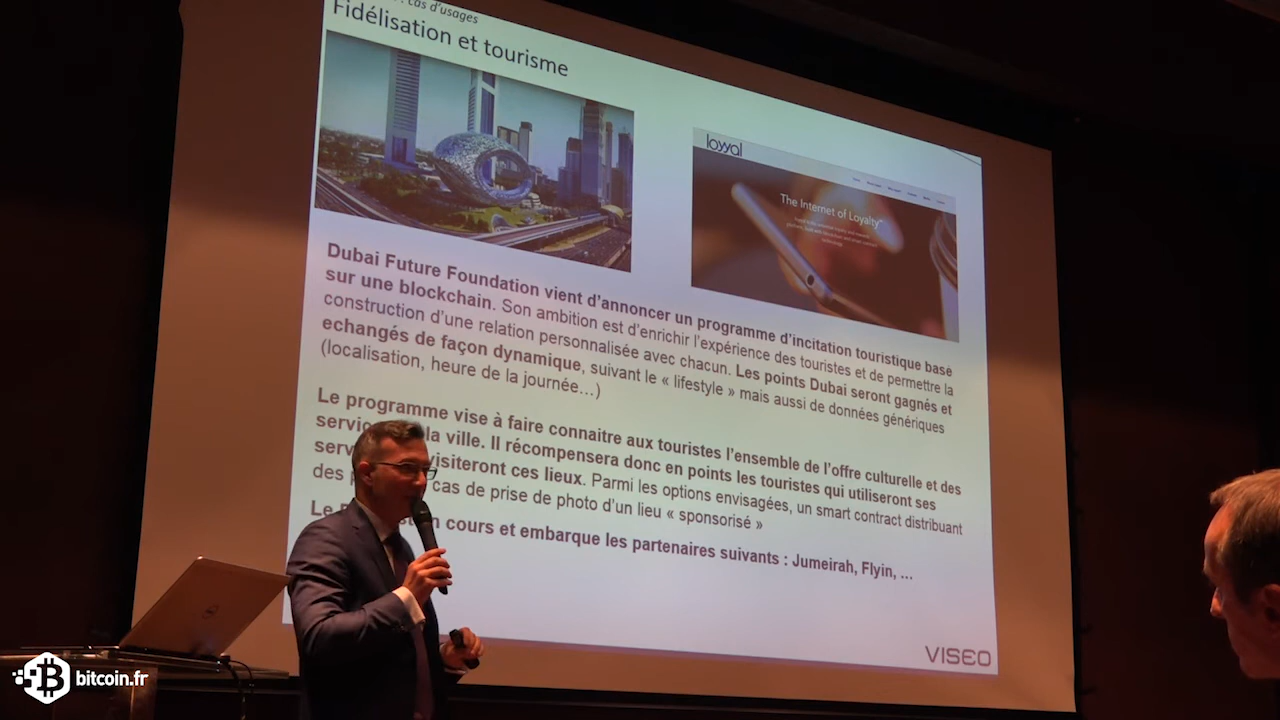 cas d'usages
Fidélisation et tourisme
loyyal
The Internet of Loyalty
Dubai Future Foundation vient d'annoncer un programme d'incitation touristique basé
sur une blockchain. Son ambition est d'enrichir l'expérience des touristes et de permettre la
construction d'une relation personnalisée avec chacun. Les points Dubai seront gagnés et
echangés de façon dynamique, suivant le « lifestyle » mais aussi de données génériques
(localisation, heure de la journée...)
Le programme vise à faire connaitre aux touristes l'ensemble de l'offre culturelle et des
servic la ville. Il récompensera donc en points les touristes qui utiliseront ses
serv visiteront ces lieux. Parmi les options envisagées, un smart contract distribuant
des cas de prise de photo d'un lieu « sponsorisé »
Le en cours et embarque les partenaires suivants : Jumeirah, Flyin, ...
VISEO
bitcoin.fr